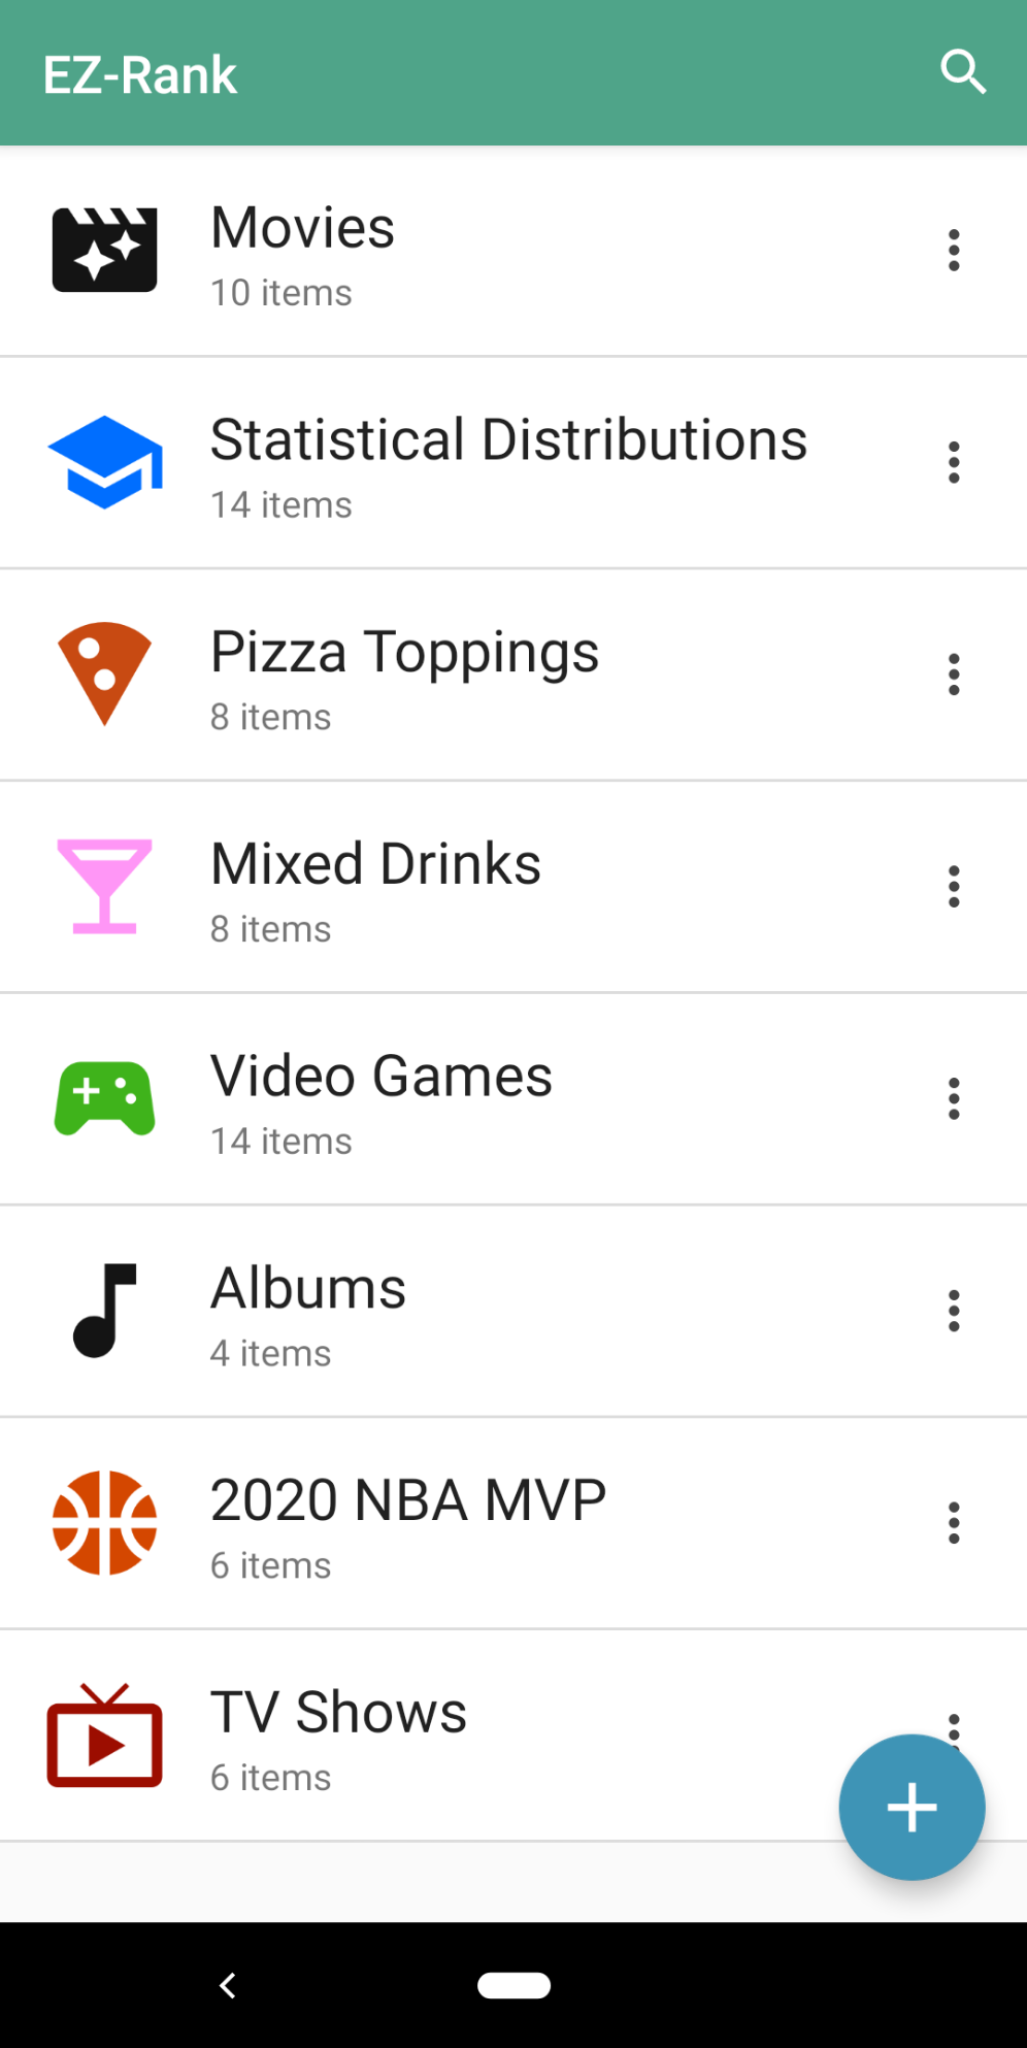 EZ-Rank
Movies
10 items
Statistical Distributions
14 items
Pizza Toppings
8 items
Mixed Drinks
8 items
Video Games
14 items
Albums
4 items
2020 NBA MVP
6 items
TV Shows
6 items